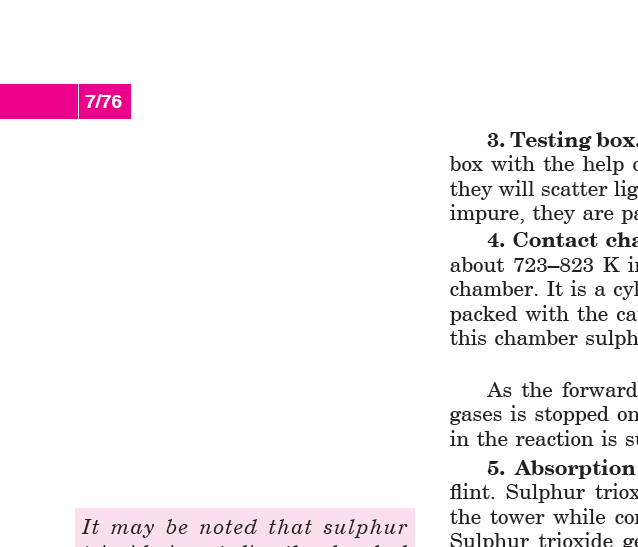 7/76
3. Testing box.
box with the help
they will scatter lig
impure, they are pa
4. Contact cha
about 723–823 K in
chamber. It is a cyl
packed with the cat
this chamber sulph
As the forward
gases is stopped on
in the reaction is su
5. Absorption
flint. Sulphur triox
the tower while con
Sulphur trioxide ge
It may be noted that sulphur